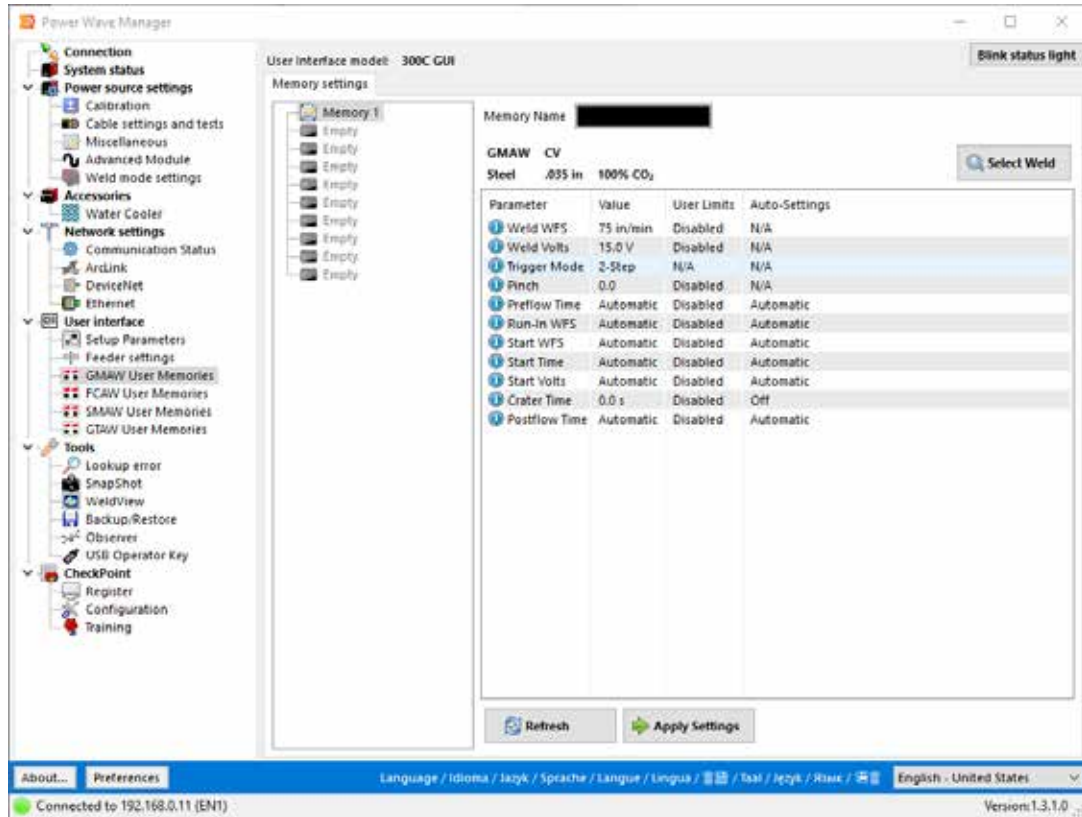 Power Wave Manager
Connection
System status
Power source settings
Calibration
Cable settings and tests
Miscellaneous
Advanced Module
Weld mode settings
Accessories
Water Cooler
Network settings
Communication Status
ArcLink
DeviceNet
Ethernet
User interface
Setup Parameters
Feeder settings
GMAW User Memories
FCAW User Memories
SMAW User Memories
GTAW User Memories
Tools
Lookup error
SnapShot
WeldView
Backup/Restore
Observer
USB Operator Key
CheckPoint
Register
Configuration
Training
User Interface model: 300C GUI
Blink status light
Memory settings
Memory 1
Empty
Empty
Empty
Empty
Empty
Empty
Empty
Empty
Empty
Memory Name
GMAW CV
Steel .035 in 100% CO₂
Select Weld
Parameter Value User Limits Auto-Settings
Weld WFS 75 in/min Disabled N/A
Weld Volts 15.0 V Disabled N/A
Trigger Mode 2-Step N/A N/A
Pinch 0.0 Disabled N/A
Preflow Time Automatic Disabled Automatic
Run-In WFS Automatic Disabled Automatic
Start WFS Automatic Disabled Automatic
Start Time Automatic Disabled Automatic
Start Volts Automatic Disabled Automatic
Crater Time 0.0 s Disabled Off
Postflow Time Automatic Disabled Automatic
Refresh Apply Settings
About... Preferences Language / Idioma / Jazyk / Sprache / Langue / Lingua / / Taal / Język / Язык / English - United States
Connected to 192.168.0.11 (EN1) Version:1.3.1.0